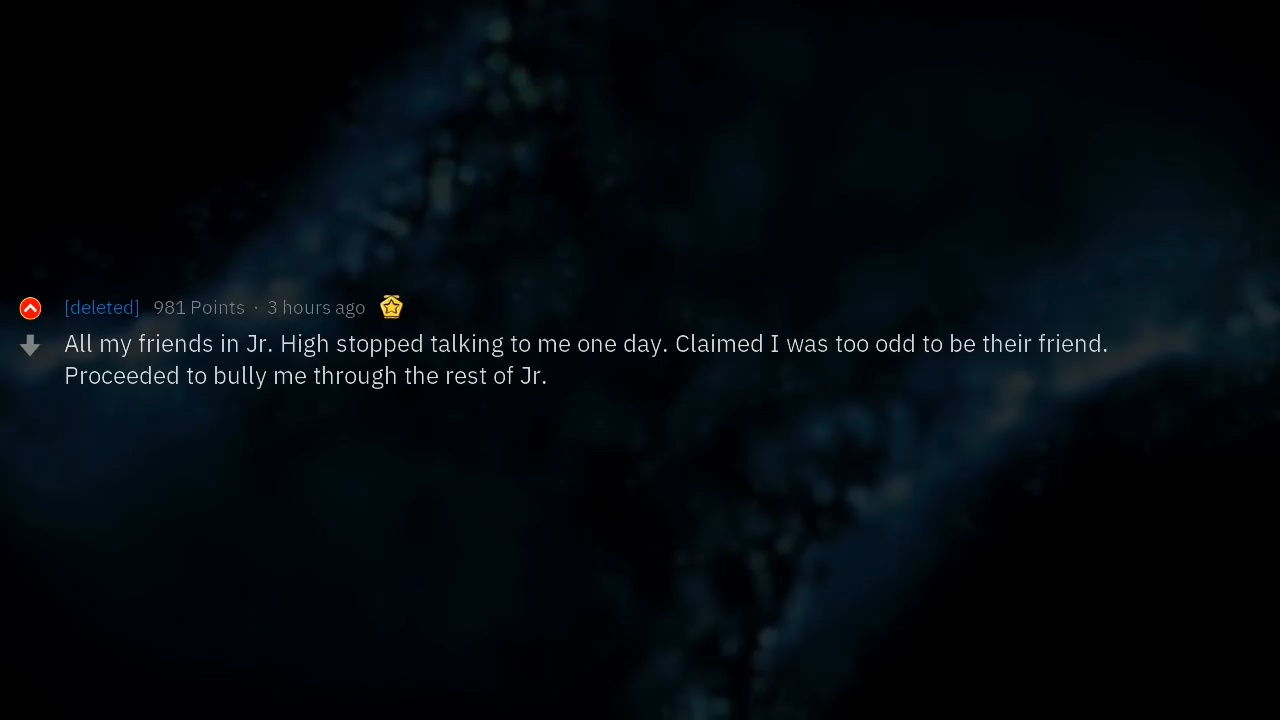 [deleted] 981 Points · 3 hours ago
All my friends in Jr. High stopped talking to me one day. Claimed I was too odd to be their friend.
Proceeded to bully me through the rest of Jr.